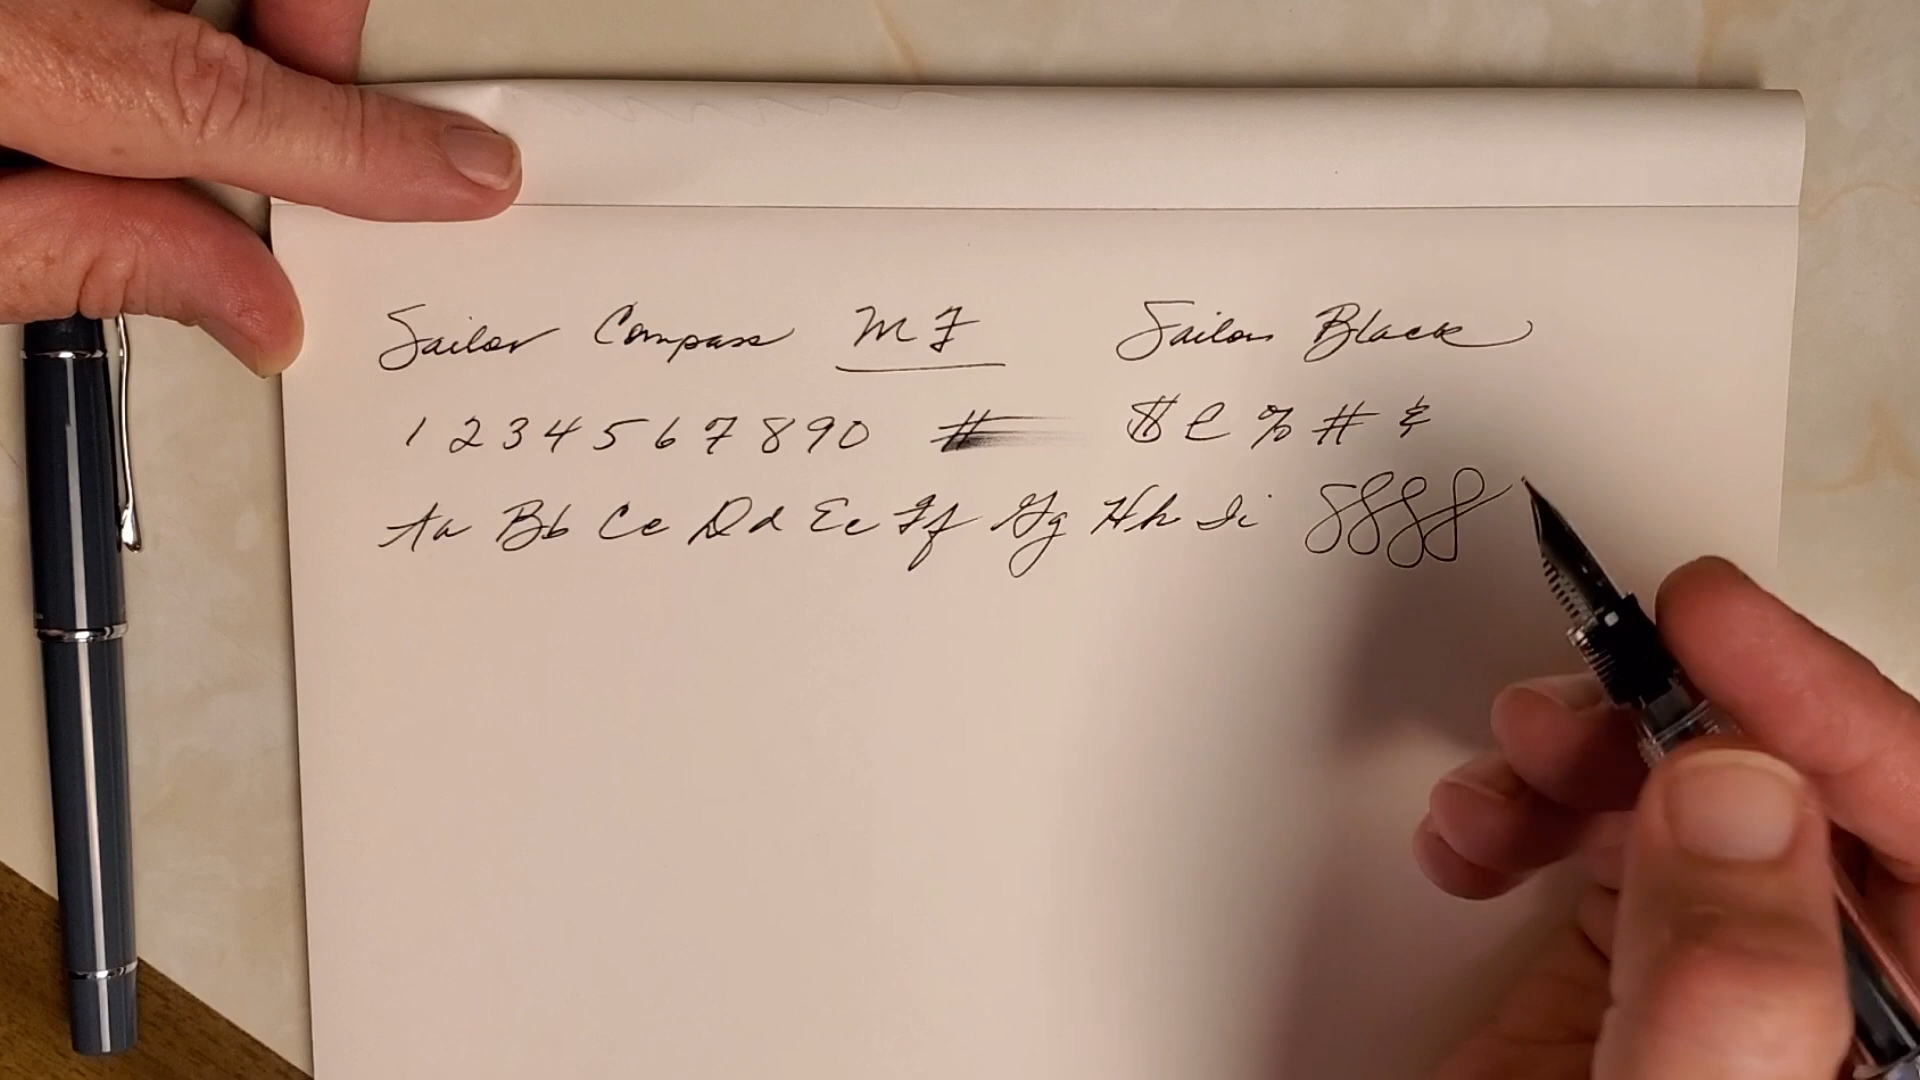 Sailor Compass MF Sailor Black
1 2 3 4 5 6 7 8 9 0 # $ € % # &
Aa Bb Cc Dd Ee Ff Gg Hh Ii 8888